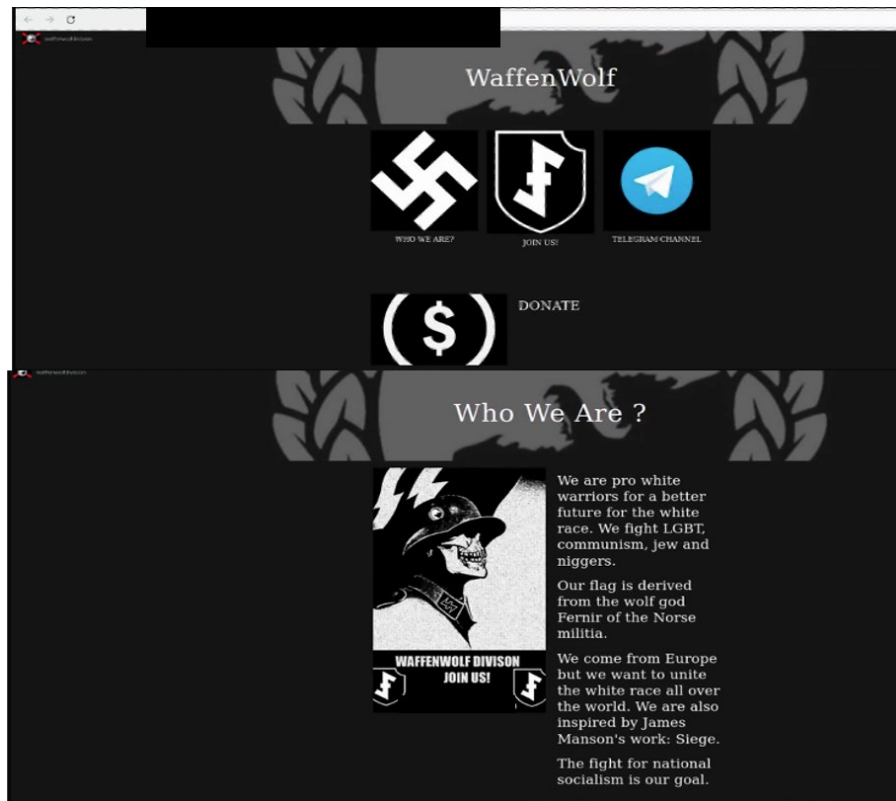 waffenwolf division
WaffenWolf
WHO WE ARE?
JOIN US!
TELEGRAM CHANNEL
DONATE
waffenwolf division
Who We Are ?
WAFFENWOLF DIVISON
JOIN US!
We are pro white
warriors for a better
future for the white
race. We fight LGBT,
communism, jew and
niggers.
Our flag is derived
from the wolf god
Fernir of the Norse
militia.
We come from Europe
but we want to unite
the white race all over
the world. We are also
inspired by James
Manson's work: Siege.
The fight for national
socialism is our goal.